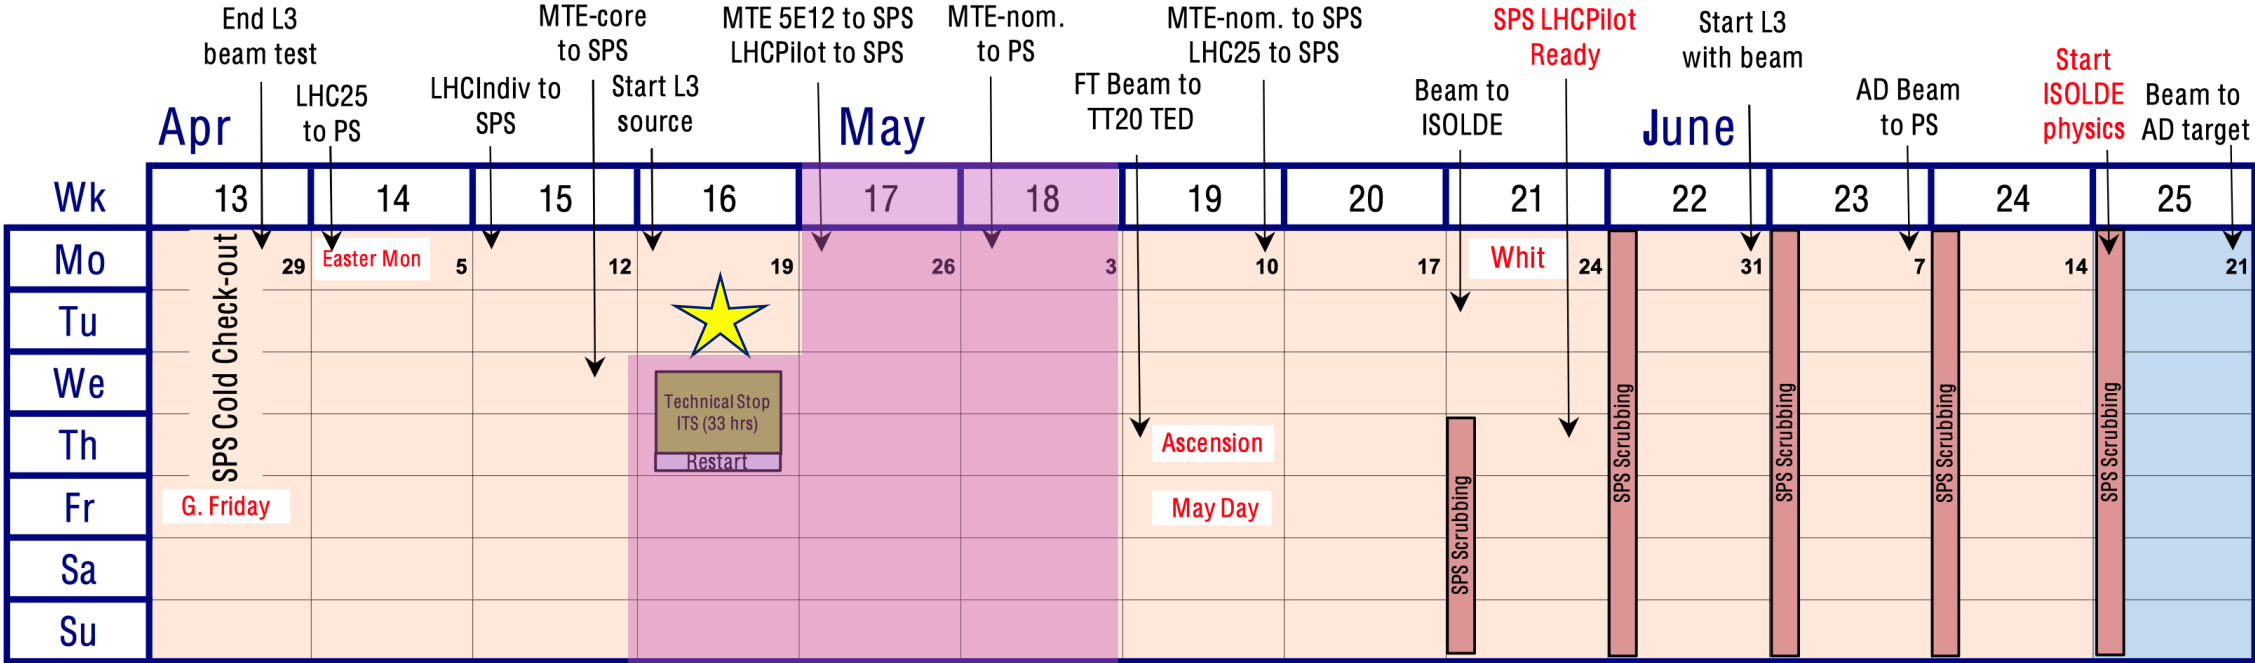 End L3
beam test
LHC25
to PS
LHCIndiv to
SPS
MTE-core
to SPS
Start L3
source
MTE 5E12 to SPS
LHCPilot to SPS
MTE-nom.
to PS
FT Beam to
TT20 TED
MTE-nom. to SPS
LHC25 to SPS
Beam to
ISOLDE
SPS LHCPilot
Ready
Start L3
with beam
AD Beam
to PS
Start
ISOLDE
physics
Beam to
AD target
Apr May June
Wk 13 14 15 16 17 18 19 20 21 22 23 24 25
Mo 29 Easter Mon 5 12 19 26 3 10 17 Whit 24 31 7 14 21
Tu
We
Th
Fr
Sa
Su
SPS Cold Check-out
G. Friday
Technical Stop
ITS (33 hrs)
Restart
Ascension
May Day
SPS Scrubbing
SPS Scrubbing
SPS Scrubbing
SPS Scrubbing
SPS Scrubbing